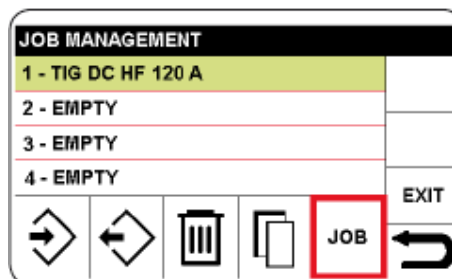 JOB MANAGEMENT
1 - TIG DC HF 120 A
2 - EMPTY
3 - EMPTY
4 - EMPTY
EXIT
JOB